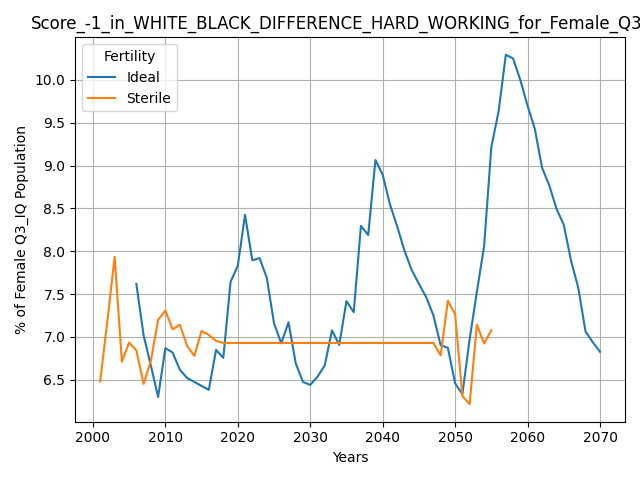 Score_-1_in_WHITE_BLACK_DIFFERENCE_HARD_WORKING_for_Female_Q3
Fertility
Ideal
Sterile
% of Female Q3_IQ Population
10.0
9.5
9.0
8.5
8.0
7.5
7.0
6.5
2000 2010 2020 2030 2040 2050 2060 2070
Years